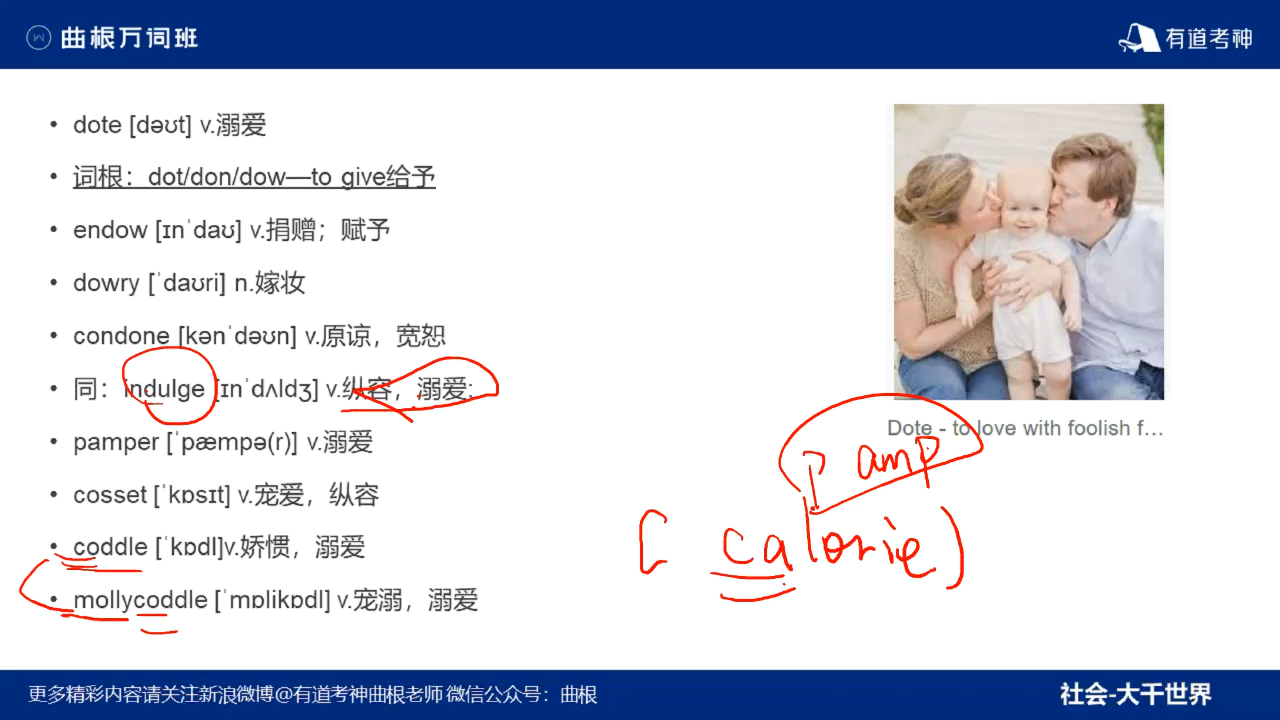 曲根万词班
有道考神
• dote [dəʊt] v.溺爱
• 词根：dot/don/dow—to give给予
• endow [ɪnˈdaʊ] v.捐赠；赋予
• dowry [ˈdaʊri] n.嫁妆
• condone [kənˈdəʊn] v.原谅，宽恕
• 同：indulge [ɪnˈdʌldʒ] v.纵容，溺爱;
• pamper [ˈpæmpə(r)] v.溺爱
• cosset [ˈkɒsɪt] v.宠爱，纵容
• coddle [ˈkɒdl]v.娇惯，溺爱
• mollycoddle [ˈmɒlikɒdl] v.宠溺，溺爱
Dote - to love with foolish f…
P amp
[ calorie)
更多精彩内容请关注新浪微博@有道考神曲根老师 微信公众号：曲根
社会-大千世界